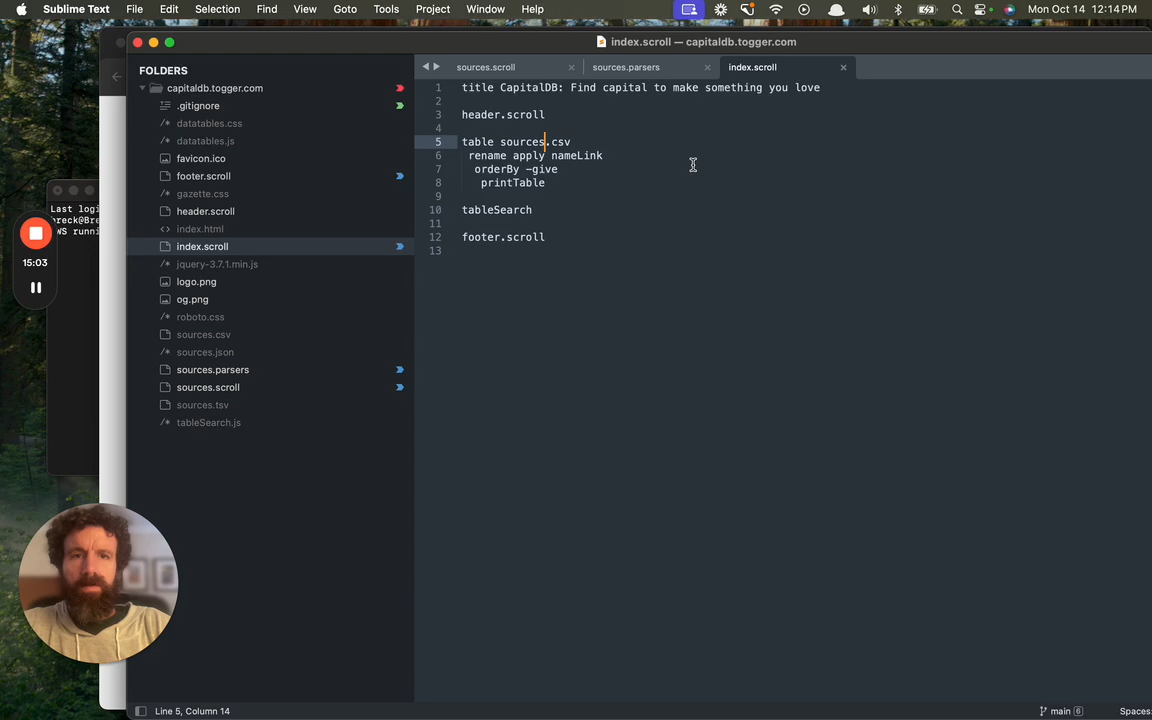 Sublime Text File Edit Selection Find View Goto Tools Project Window Help Mon Oct 14 12:14 PM
index.scroll — capitaldb.togger.com
FOLDERS
capitaldb.togger.com
.gitignore
datatables.css
datatables.js
favicon.ico
footer.scroll
gazette.css
header.scroll
index.html
index.scroll
jquery-3.7.1.min.js
logo.png
og.png
roboto.css
sources.csv
sources.json
sources.parsers
sources.scroll
sources.tsv
tableSearch.js
sources.scroll sources.parsers index.scroll
1 title CapitalDB: Find capital to make something you love
2
3 header.scroll
4
5 table sources.csv
6 rename apply nameLink
7 orderBy -give
8 printTable
9
10 tableSearch
11
12 footer.scroll
13
Last logi
breck@Bre
WS runni
15:03
Line 5, Column 14 main 6 Spaces: